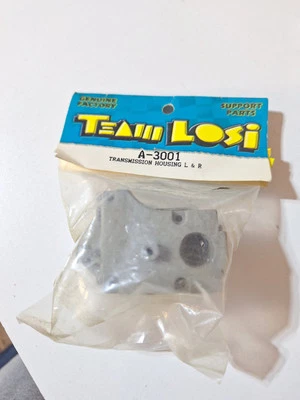 GENUINE
FACTORY
SUPPORT
PARTS
TEAM LOSI
A-3001
TRANSMISSION HOUSING L & R